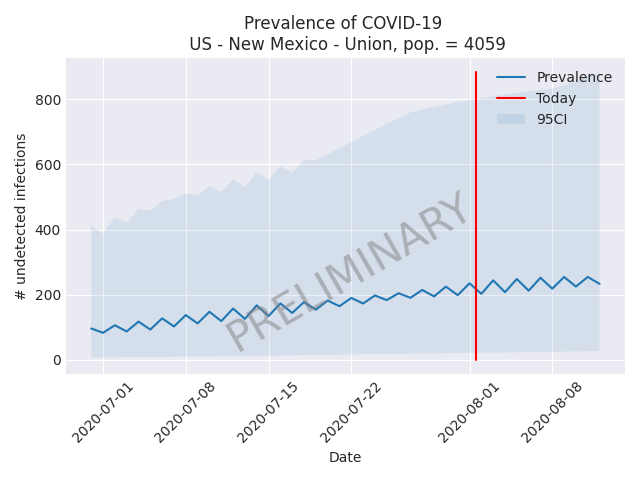 Prevalence of COVID-19
US - New Mexico - Union, pop. = 4059
# undetected infections
800
600
400
200
0
Prevalence
Today
95CI
PRELIMINARY
2020-07-01
2020-07-08
2020-07-15
2020-07-22
2020-08-01
2020-08-08
Date